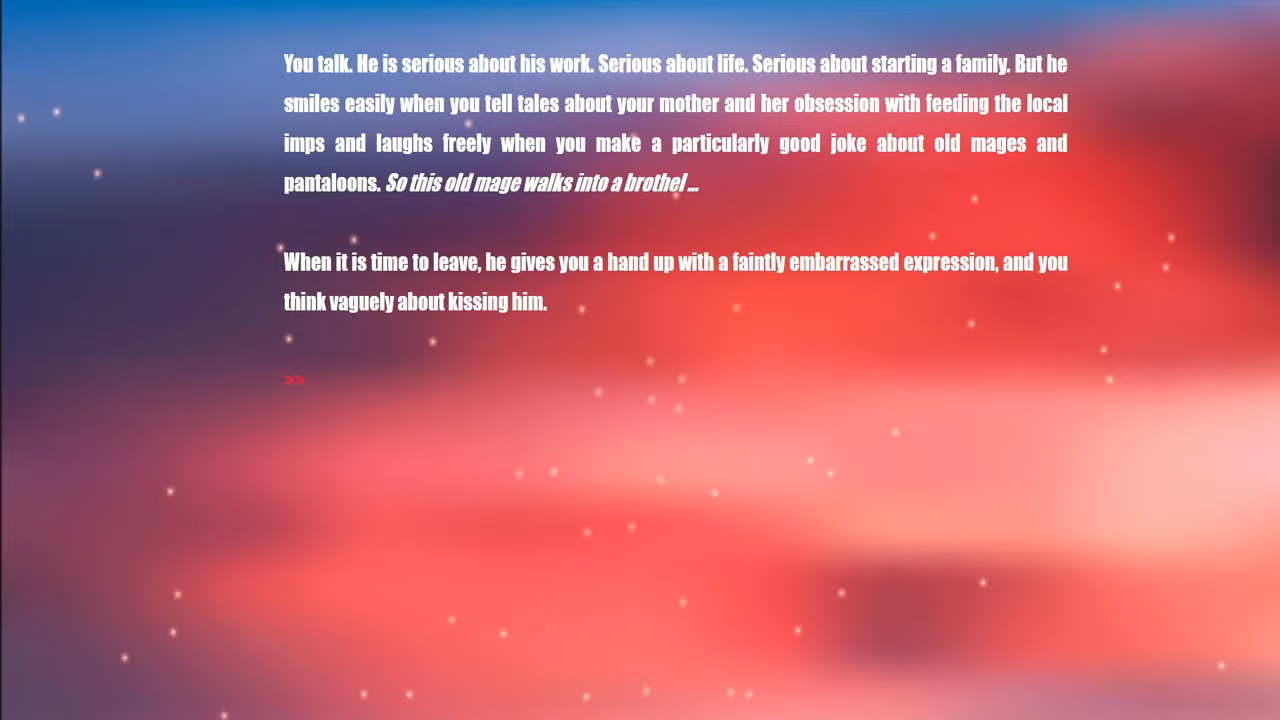 You talk. He is serious about his work. Serious about life. Serious about starting a family. But he
smiles easily when you tell tales about your mother and her obsession with feeding the local
imps and laughs freely when you make a particularly good joke about old mages and
pantaloons. So this old mage walks into a brothel ...
When it is time to leave, he gives you a hand up with a faintly embarrassed expression, and you
think vaguely about kissing him.
>>